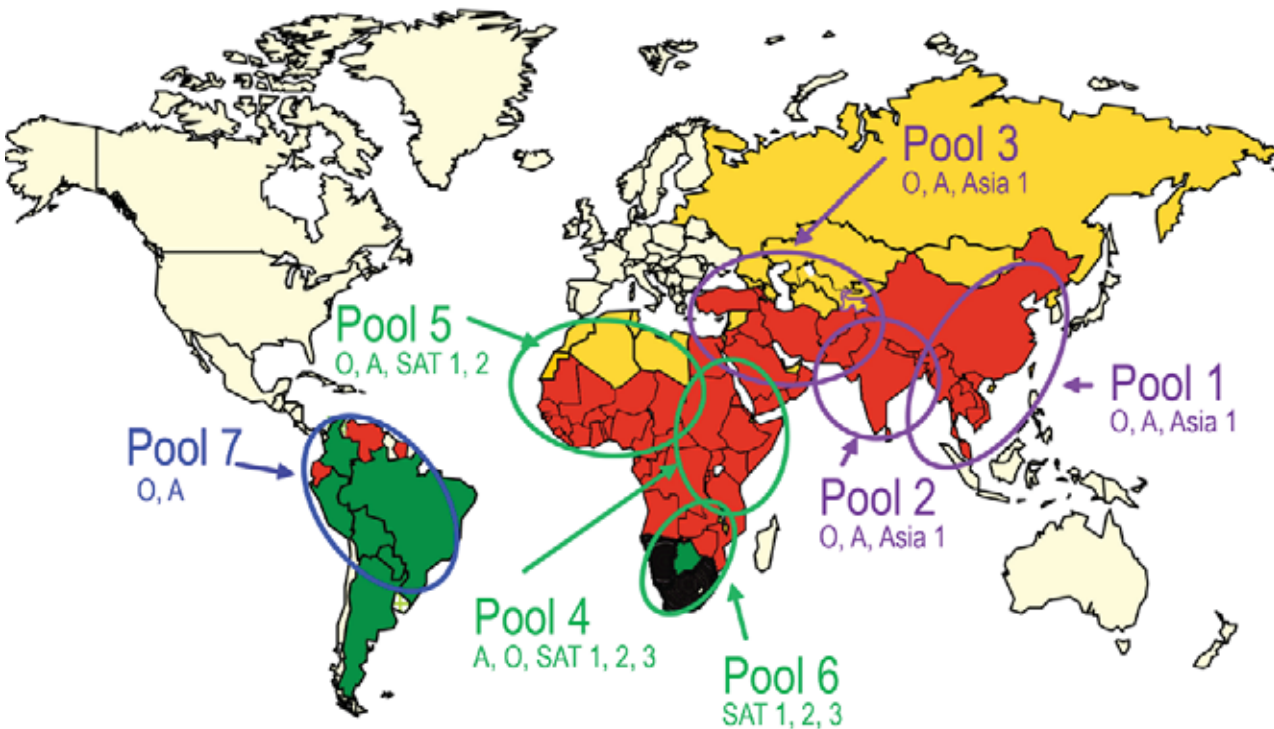 Pool 3
O, A, Asia 1
Pool 5
O, A, SAT 1, 2
Pool 1
O, A, Asia 1
Pool 7
O, A
Pool 2
O, A, Asia 1
Pool 4
A, O, SAT 1, 2, 3
Pool 6
SAT 1, 2, 3